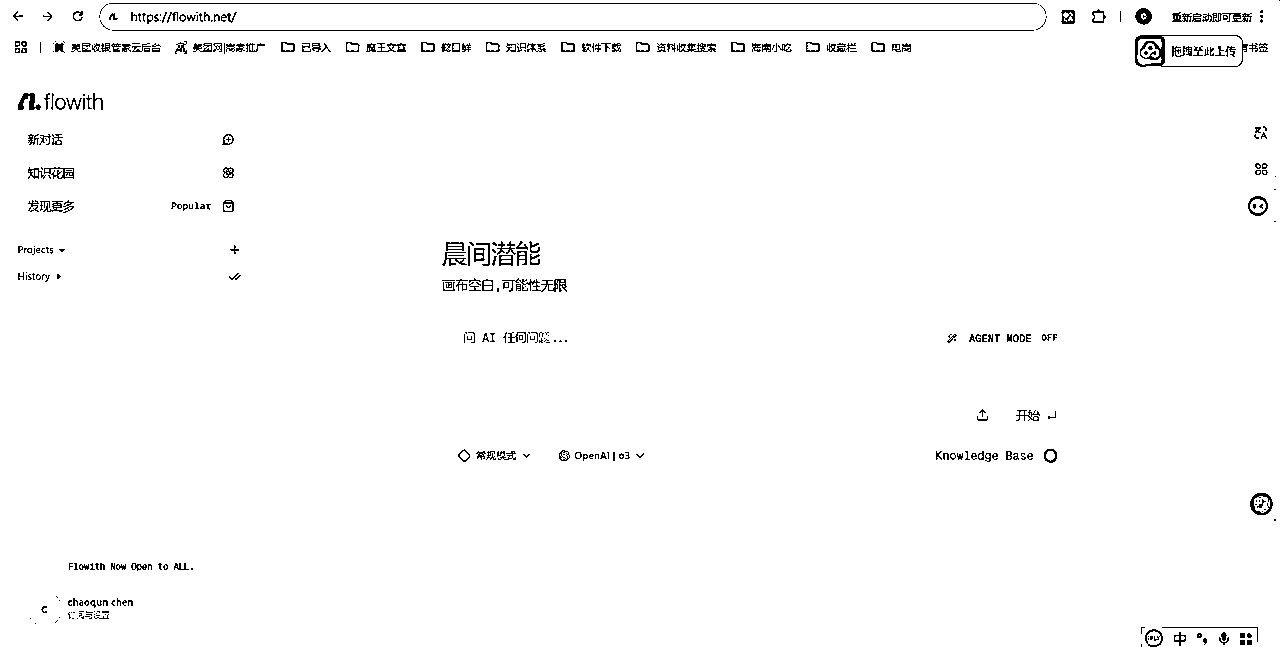 https://flowith.net/
重新启动即可更新
美团收银管家云后台 美团网|商家推广 已导入 魔王文章 修口鲜 知识体系 软件下载 资料收集搜索 海南小吃 收藏栏 电商
拖拽至此上传
有书签
flowith
新对话
知识花园
发现更多 Popular
Projects
History
晨间潜能
画布空白,可能性无限
问 AI 任何问题...
AGENT MODE OFF
开始
常规模式 OpenAI | o3
Knowledge Base
Flowith Now Open to ALL.
C
chaoqun chen
订阅与设置
中